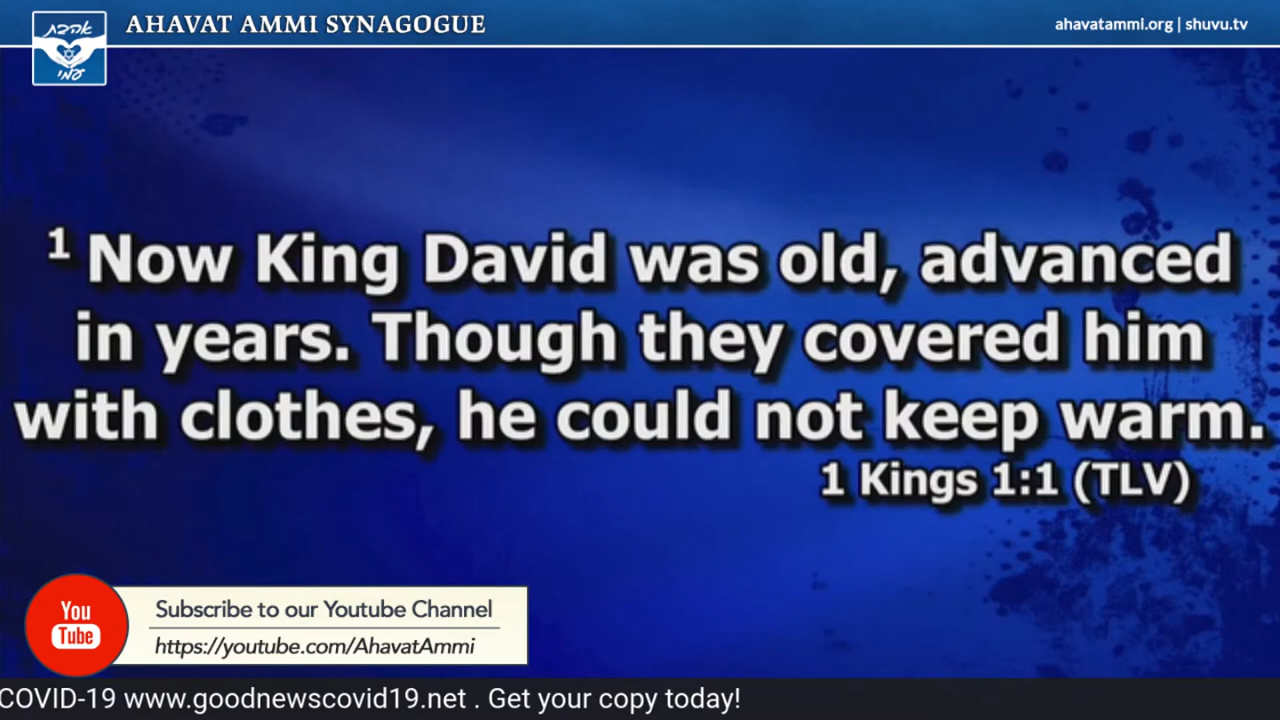 אהבת
עמי
AHAVAT AMMI SYNAGOGUE
ahavatammi.org | shuvu.tv
1 Now King David was old, advanced
in years. Though they covered him
with clothes, he could not keep warm.
1 Kings 1:1 (TLV)
You
Tube
Subscribe to our Youtube Channel
https://youtube.com/AhavatAmmi
COVID-19 www.goodnewscovid19.net . Get your copy today!